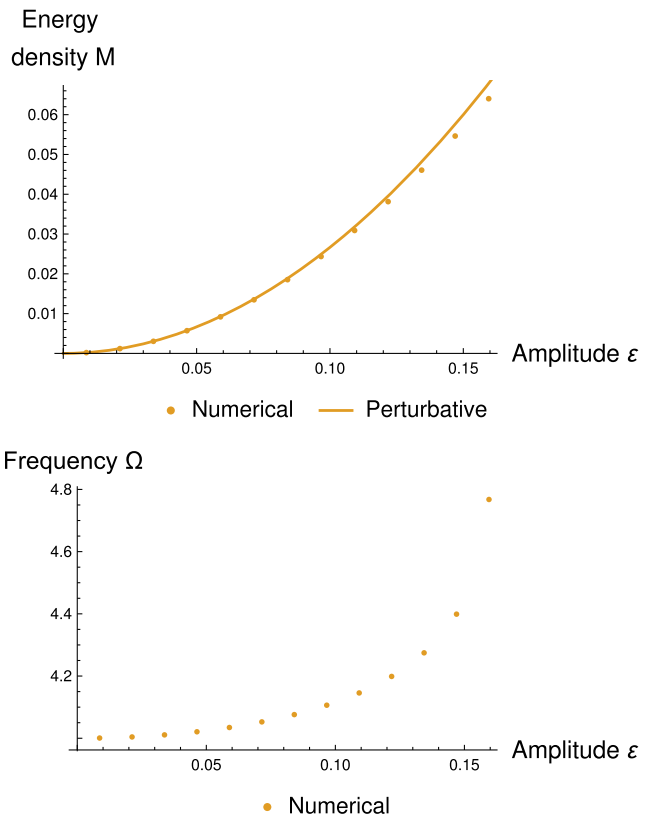 Energy
density M
0.06
0.05
0.04
0.03
0.02
0.01
0.05 0.10 0.15
Amplitude ε
Numerical Perturbative
Frequency Ω
4.8
4.6
4.4
4.2
0.05 0.10 0.15
Amplitude ε
Numerical